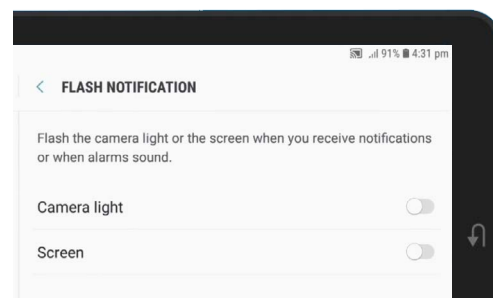 91% 4:31 pm
FLASH NOTIFICATION
Flash the camera light or the screen when you receive notifications
or when alarms sound.
Camera light
Screen